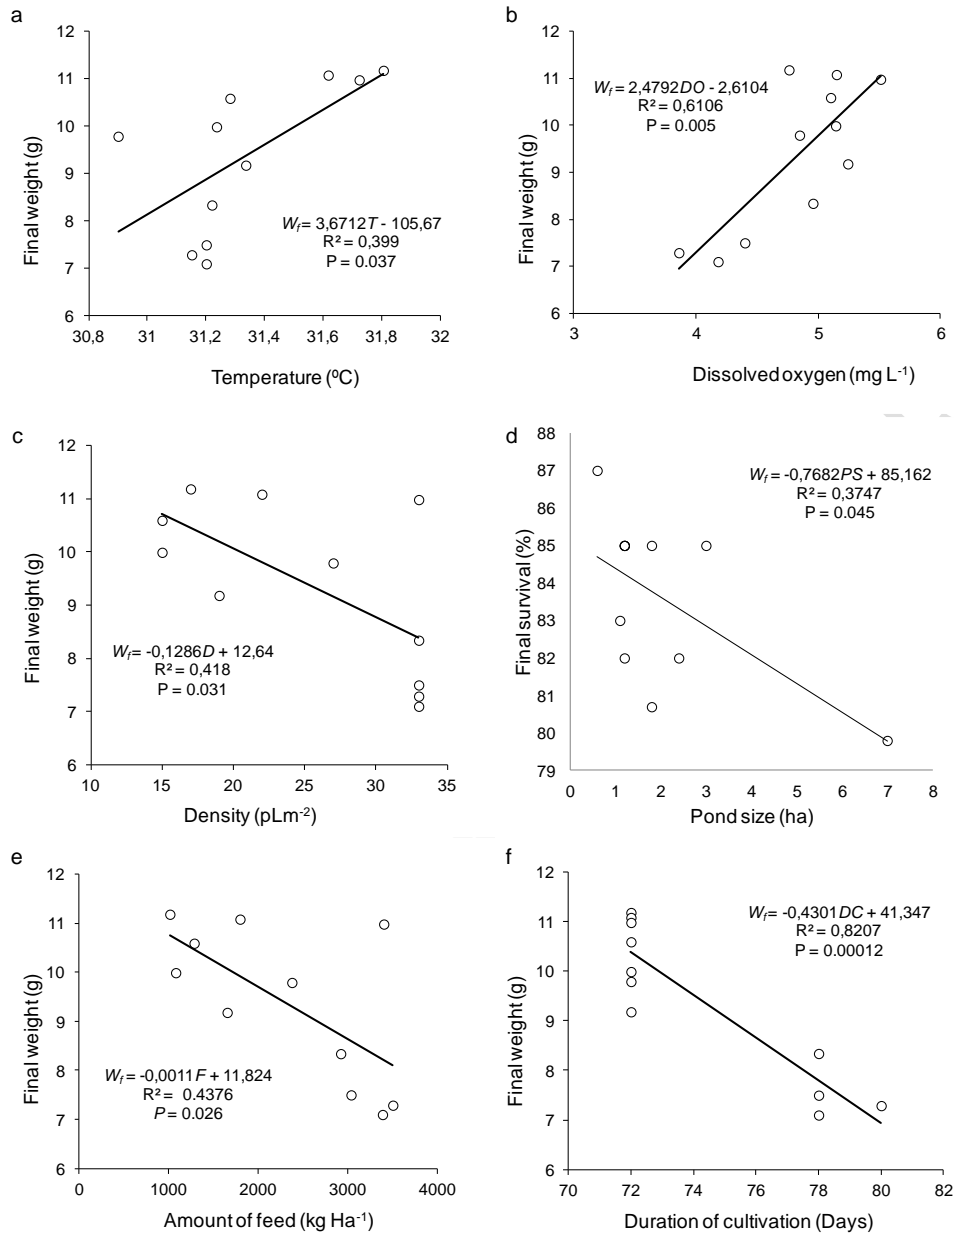 a
12
11
10
9
8
7
6
Final weight (g)
W_f = 3,6712T - 105,67
R² = 0,399
P = 0.037
30,8 31 31,2 31,4 31,6 31,8 32
Temperature (ºC)
b
12
11
10
9
8
7
6
Final weight (g)
W_f = 2,4792DO - 2,6104
R² = 0,6106
P = 0.005
3 4 5 6
Dissolved oxygen (mg L⁻¹)
c
12
11
10
9
8
7
6
Final weight (g)
W_f = -0,1286D + 12,64
R² = 0,418
P = 0.031
10 15 20 25 30 35
Density (pLm⁻²)
d
88
87
86
85
84
83
82
81
80
79
Final survival (%)
W_f = -0,7682PS + 85,162
R² = 0,3747
P = 0.045
0 1 2 3 4 5 6 7 8
Pond size (ha)
e
12
11
10
9
8
7
6
Final weight (g)
W_f = -0,0011F + 11,824
R² = 0.4376
P = 0.026
0 1000 2000 3000 4000
Amount of feed (kg Ha⁻¹)
f
12
11
10
9
8
7
6
Final weight (g)
W_f = -0,4301DC + 41,347
R² = 0,8207
P = 0.00012
70 72 74 76 78 80 82
Duration of cultivation (Days)